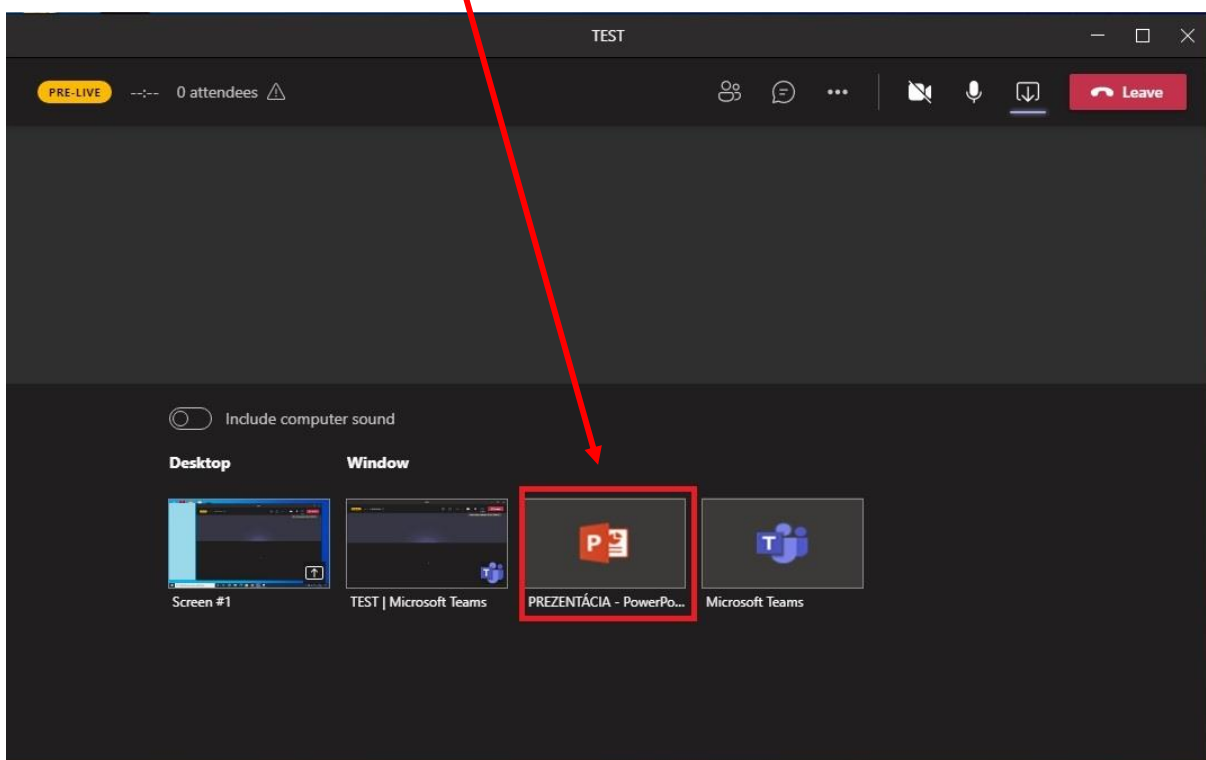 TEST
PRE-LIVE --:-- 0 attendees Leave
Include computer sound
Desktop Window
Screen #1 TEST | Microsoft Teams PREZENTÁCIA - PowerPo... Microsoft Teams